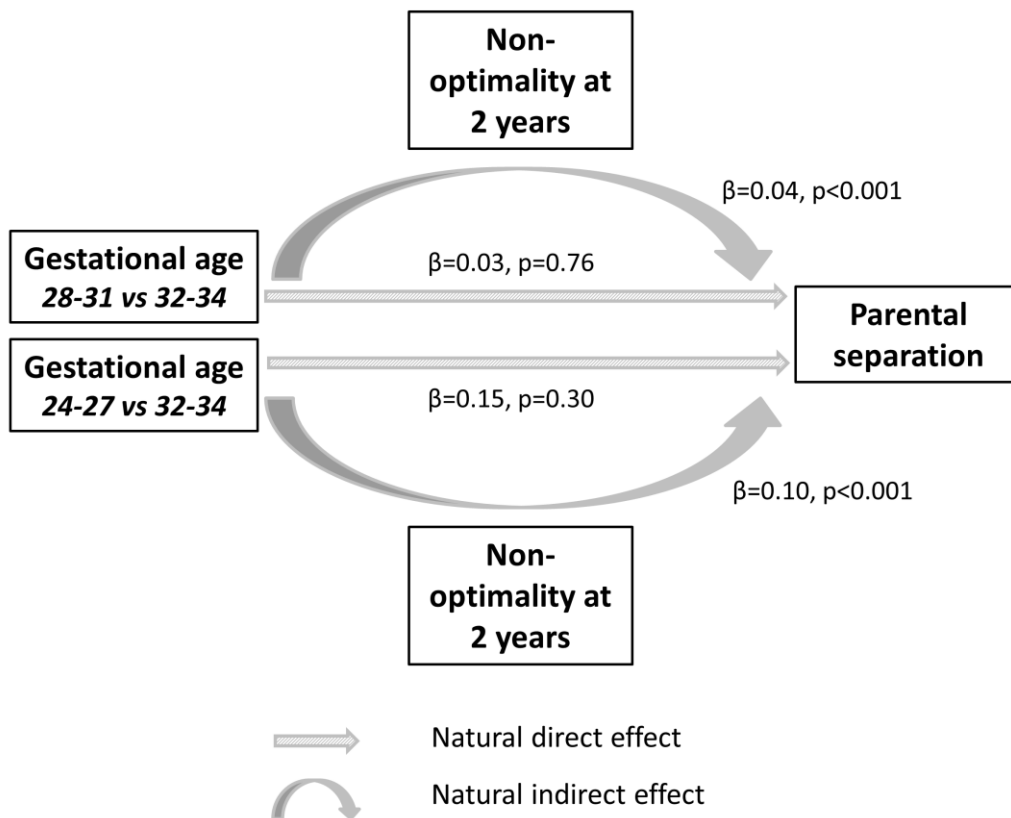 Non-
optimality at
2 years
β=0.04, p<0.001
Gestational age
28-31 vs 32-34
β=0.03, p=0.76
Parental
separation
Gestational age
24-27 vs 32-34
β=0.15, p=0.30
β=0.10, p<0.001
Non-
optimality at
2 years
Natural direct effect
Natural indirect effect